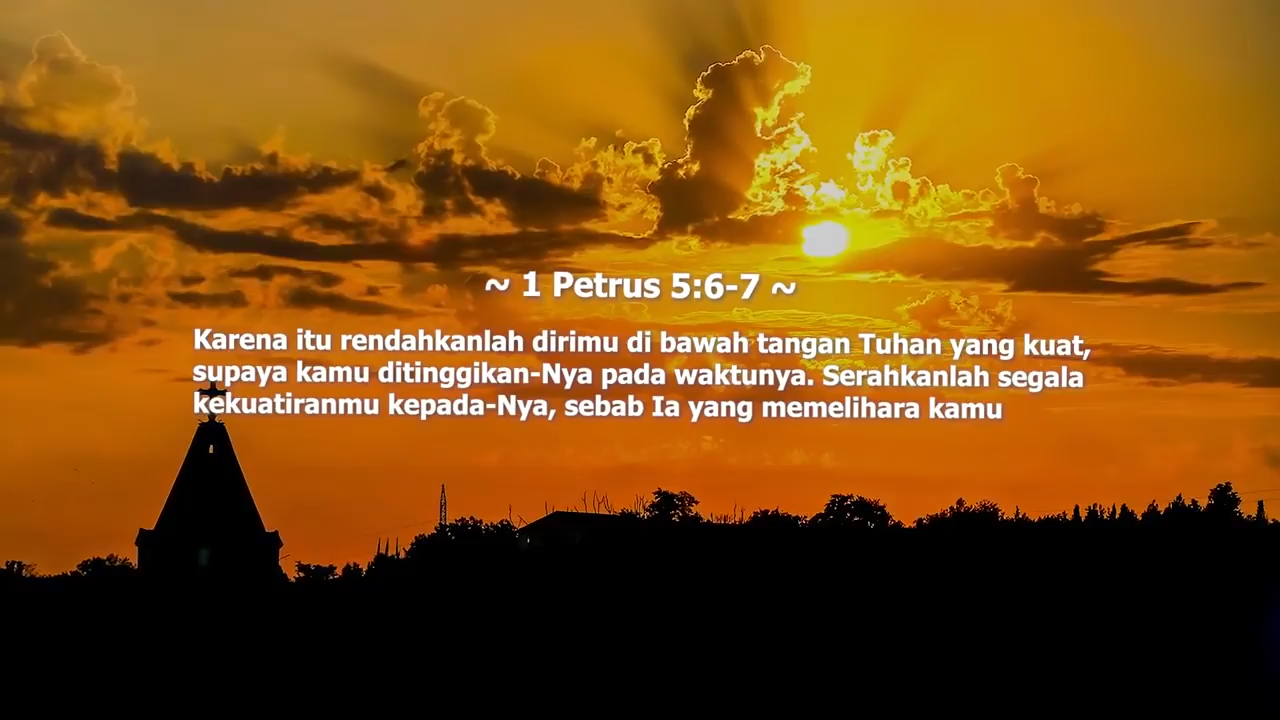 ~ 1 Petrus 5:6-7 ~
Karena itu rendahkanlah dirimu di bawah tangan Tuhan yang kuat,
supaya kamu ditinggikan-Nya pada waktunya. Serahkanlah segala
kekuatiranmu kepada-Nya, sebab Ia yang memelihara kamu